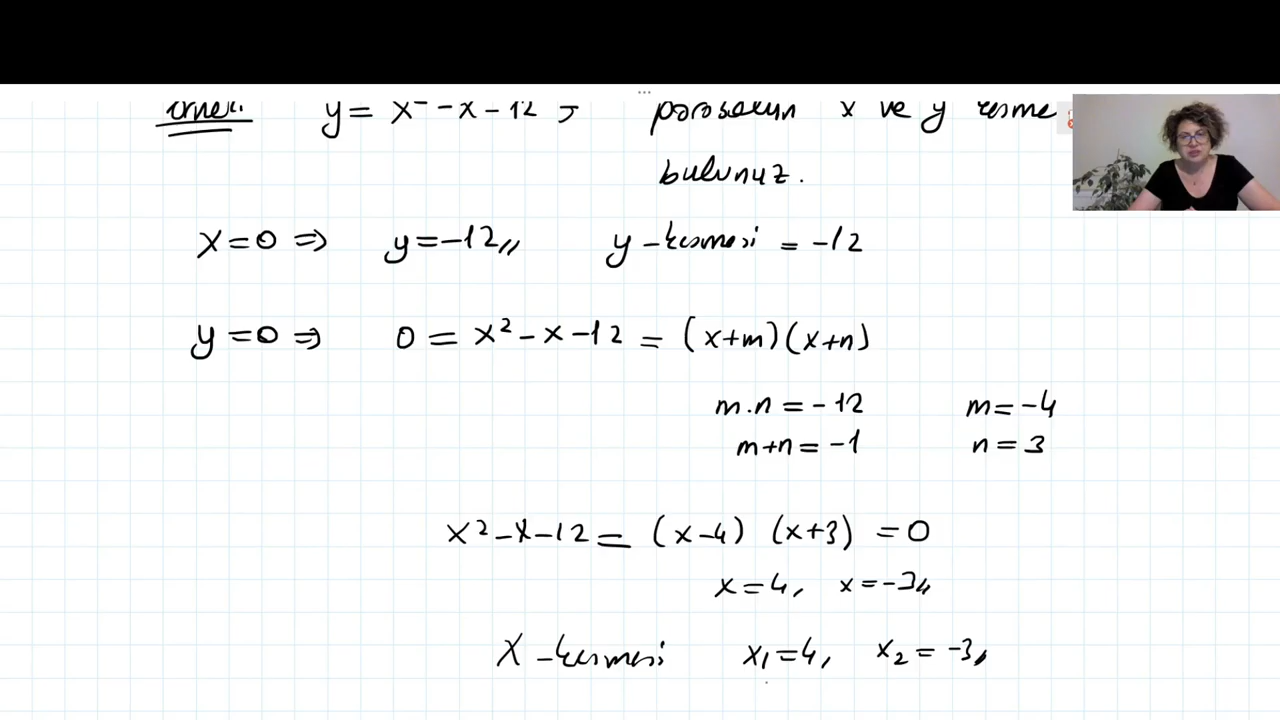 örnek: y = x² - x - 12, parabolün x ve y kesme
bulunuz.
x = 0 ⇒ y = -12,, y - kesmesi = -12
y = 0 ⇒ 0 = x² - x - 12 = (x+m)(x+n)
m.n = -12 m = -4
m+n = -1 n = 3
x² - x - 12 = (x-4) (x+3) = 0
x = 4, x = -3,,
X - kesmesi x₁ = 4, x₂ = -3,